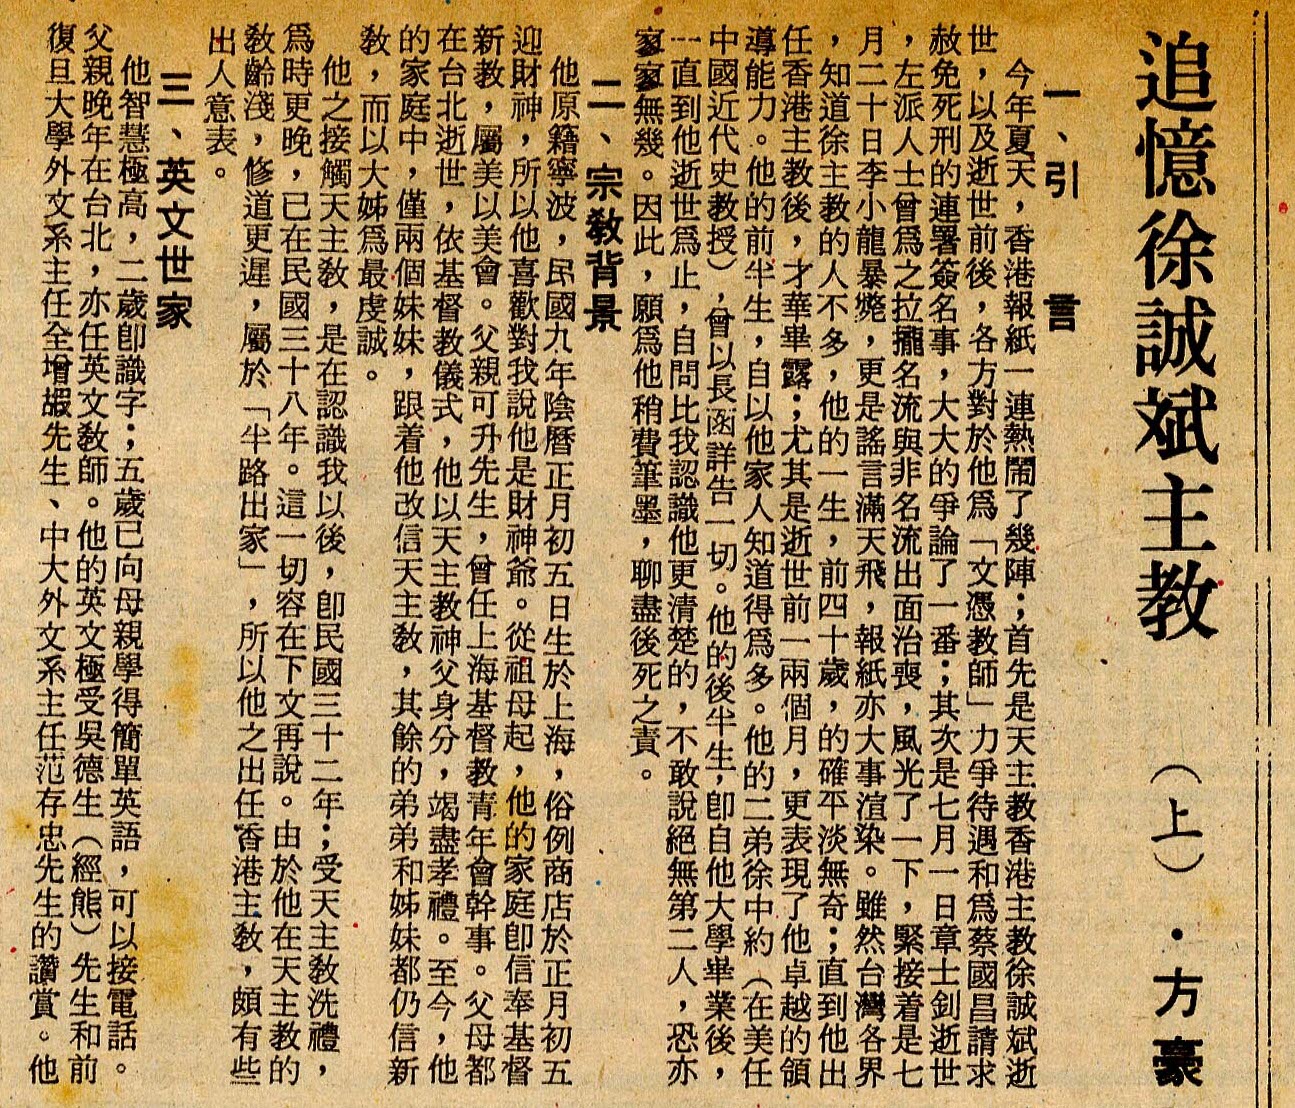 追憶徐誠斌主教　（上）・方豪
一、引　言
今年夏天，香港報紙一連熱鬧了幾陣；首先是天主教香港主教徐誠斌逝
世，以及逝世前後，各方對於他爲「文憑教師」力爭待遇和爲蔡國昌請求
赦免死刑的連署簽名事，大大的爭論了一番；其次是七月一日章士釗逝世
，左派人士曾爲之拉攏名流與非名流出面治喪，風光了一下，緊接着是七
月二十日李小龍暴斃，更是謠言滿天飛，報紙亦大事渲染。雖然台灣各界
，知道徐主教的人不多，他的一生，前四十歲，的確平淡無奇；直到他出
任香港主教後，才華畢露；尤其是逝世前一兩個月，更表現了他卓越的領
導能力。他的前半生，自以他家人知道得爲多。他的二弟徐中約（在美任
中國近代史教授），曾以長函詳告一切。他的後半生，卽自他大學畢業後，
一直到他逝世爲止，自問比我認識他更清楚的，不敢說絕無第二人，恐亦
寥寥無幾。因此，願爲他稍費筆墨，聊盡後死之責。
二、宗教背景
他原籍寧波，民國九年陰曆正月初五日生於上海，俗例商店於正月初五
迎財神，所以他喜歡對我說他是財神爺。從祖母起，他的家庭卽信奉基督
新教，屬美以美會。父親可升先生，曾任上海基督教青年會幹事。父母都
在台北逝世，依基督教儀式，他以天主教神父身分，竭盡孝禮。至今，他
的家庭中，僅兩個妹妹，跟着他改信天主教，其餘的弟弟和姊妹都仍信新
教，而以大姊爲最虔誠。
他之接觸天主教，是在認識我以後，卽民國三十二年；受天主教洗禮，
爲時更晚，已在民國三十八年。這一切容在下文再說。由於他在天主教的
教齡淺，修道更遲，屬於「半路出家」，所以他之出任香港主教，頗有些
出人意表。
三、英文世家
他智慧極高，二歲卽識字；五歲已向母親學得簡單英語，可以接電話。
父親晚年在台北，亦任英文教師。他的英文極受吳德生（經熊）先生和前
復旦大學外文系主任全增嘏先生、中大外文系主任范存忠先生的讚賞。他